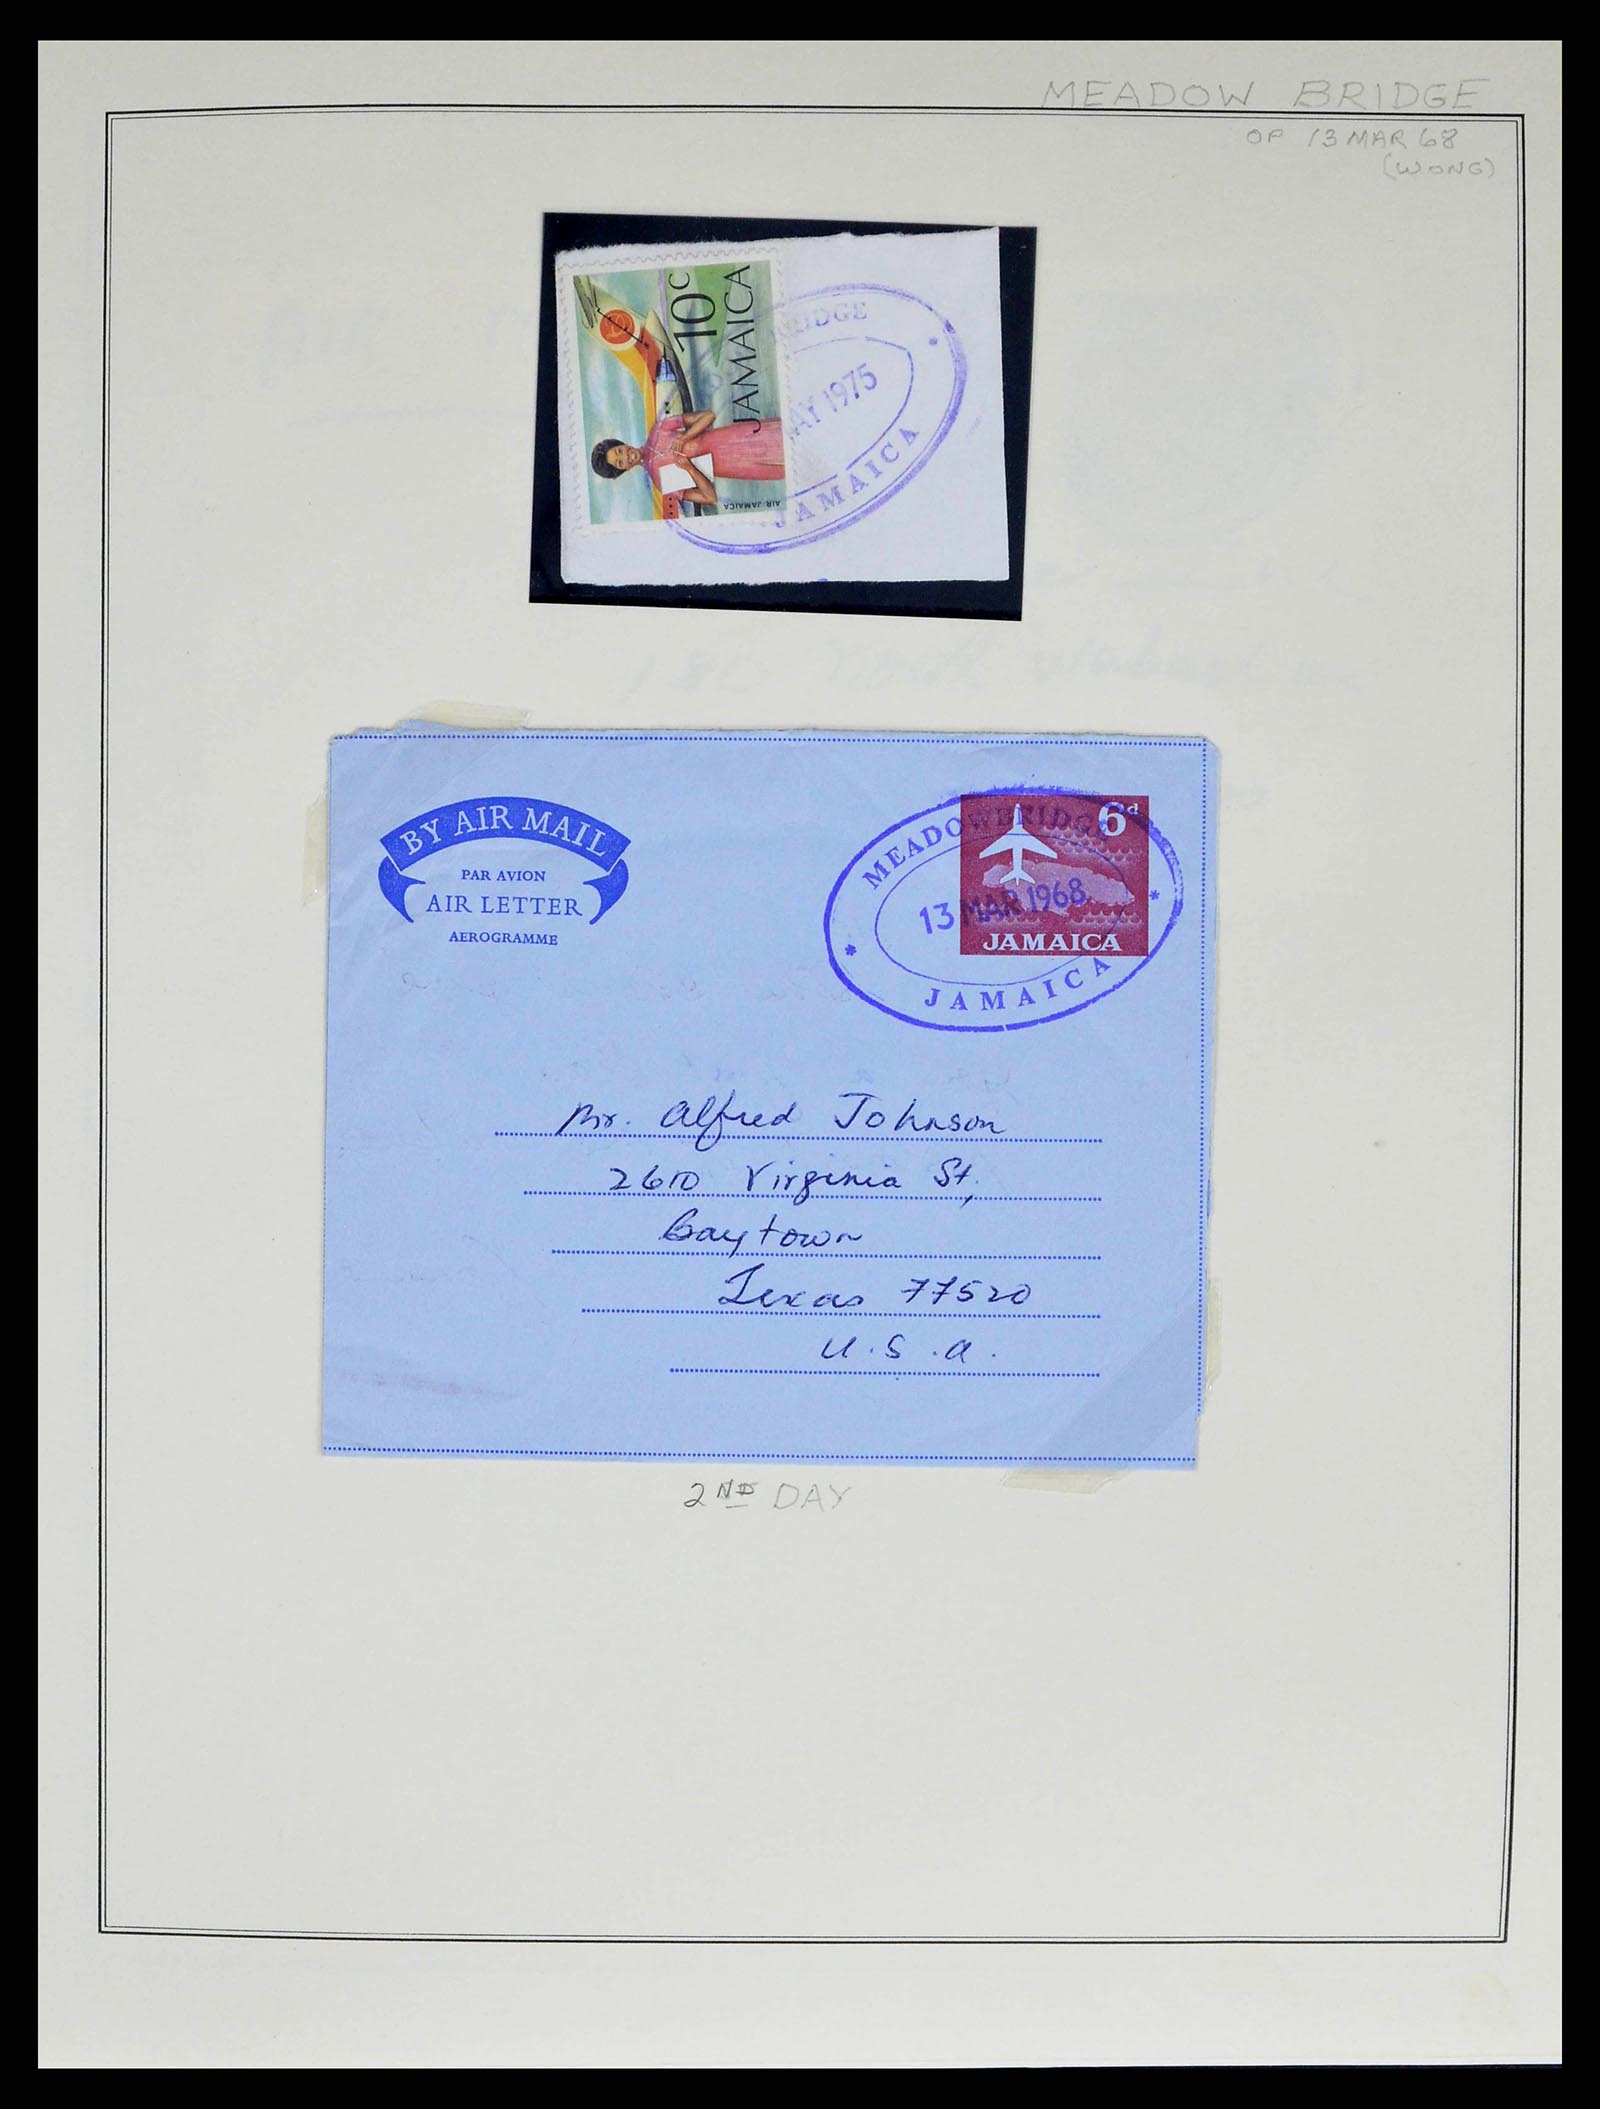 MEADOW BRIDGE
OF 13 MAR 68
(WONG)
10c
JAMAICA
AIR JAMAICA
AY 1975
JAMAICA
BY AIR MAIL
PAR AVION
AIR LETTER
AEROGRAMME
6d
JAMAICA
MEADOWBRIDGE
13 MAR 1968
JAMAICA
Mr. Alfred Johnson
2610 Virginia St,
Baytown
Texas 77520
U.S.A.
2ND DAY